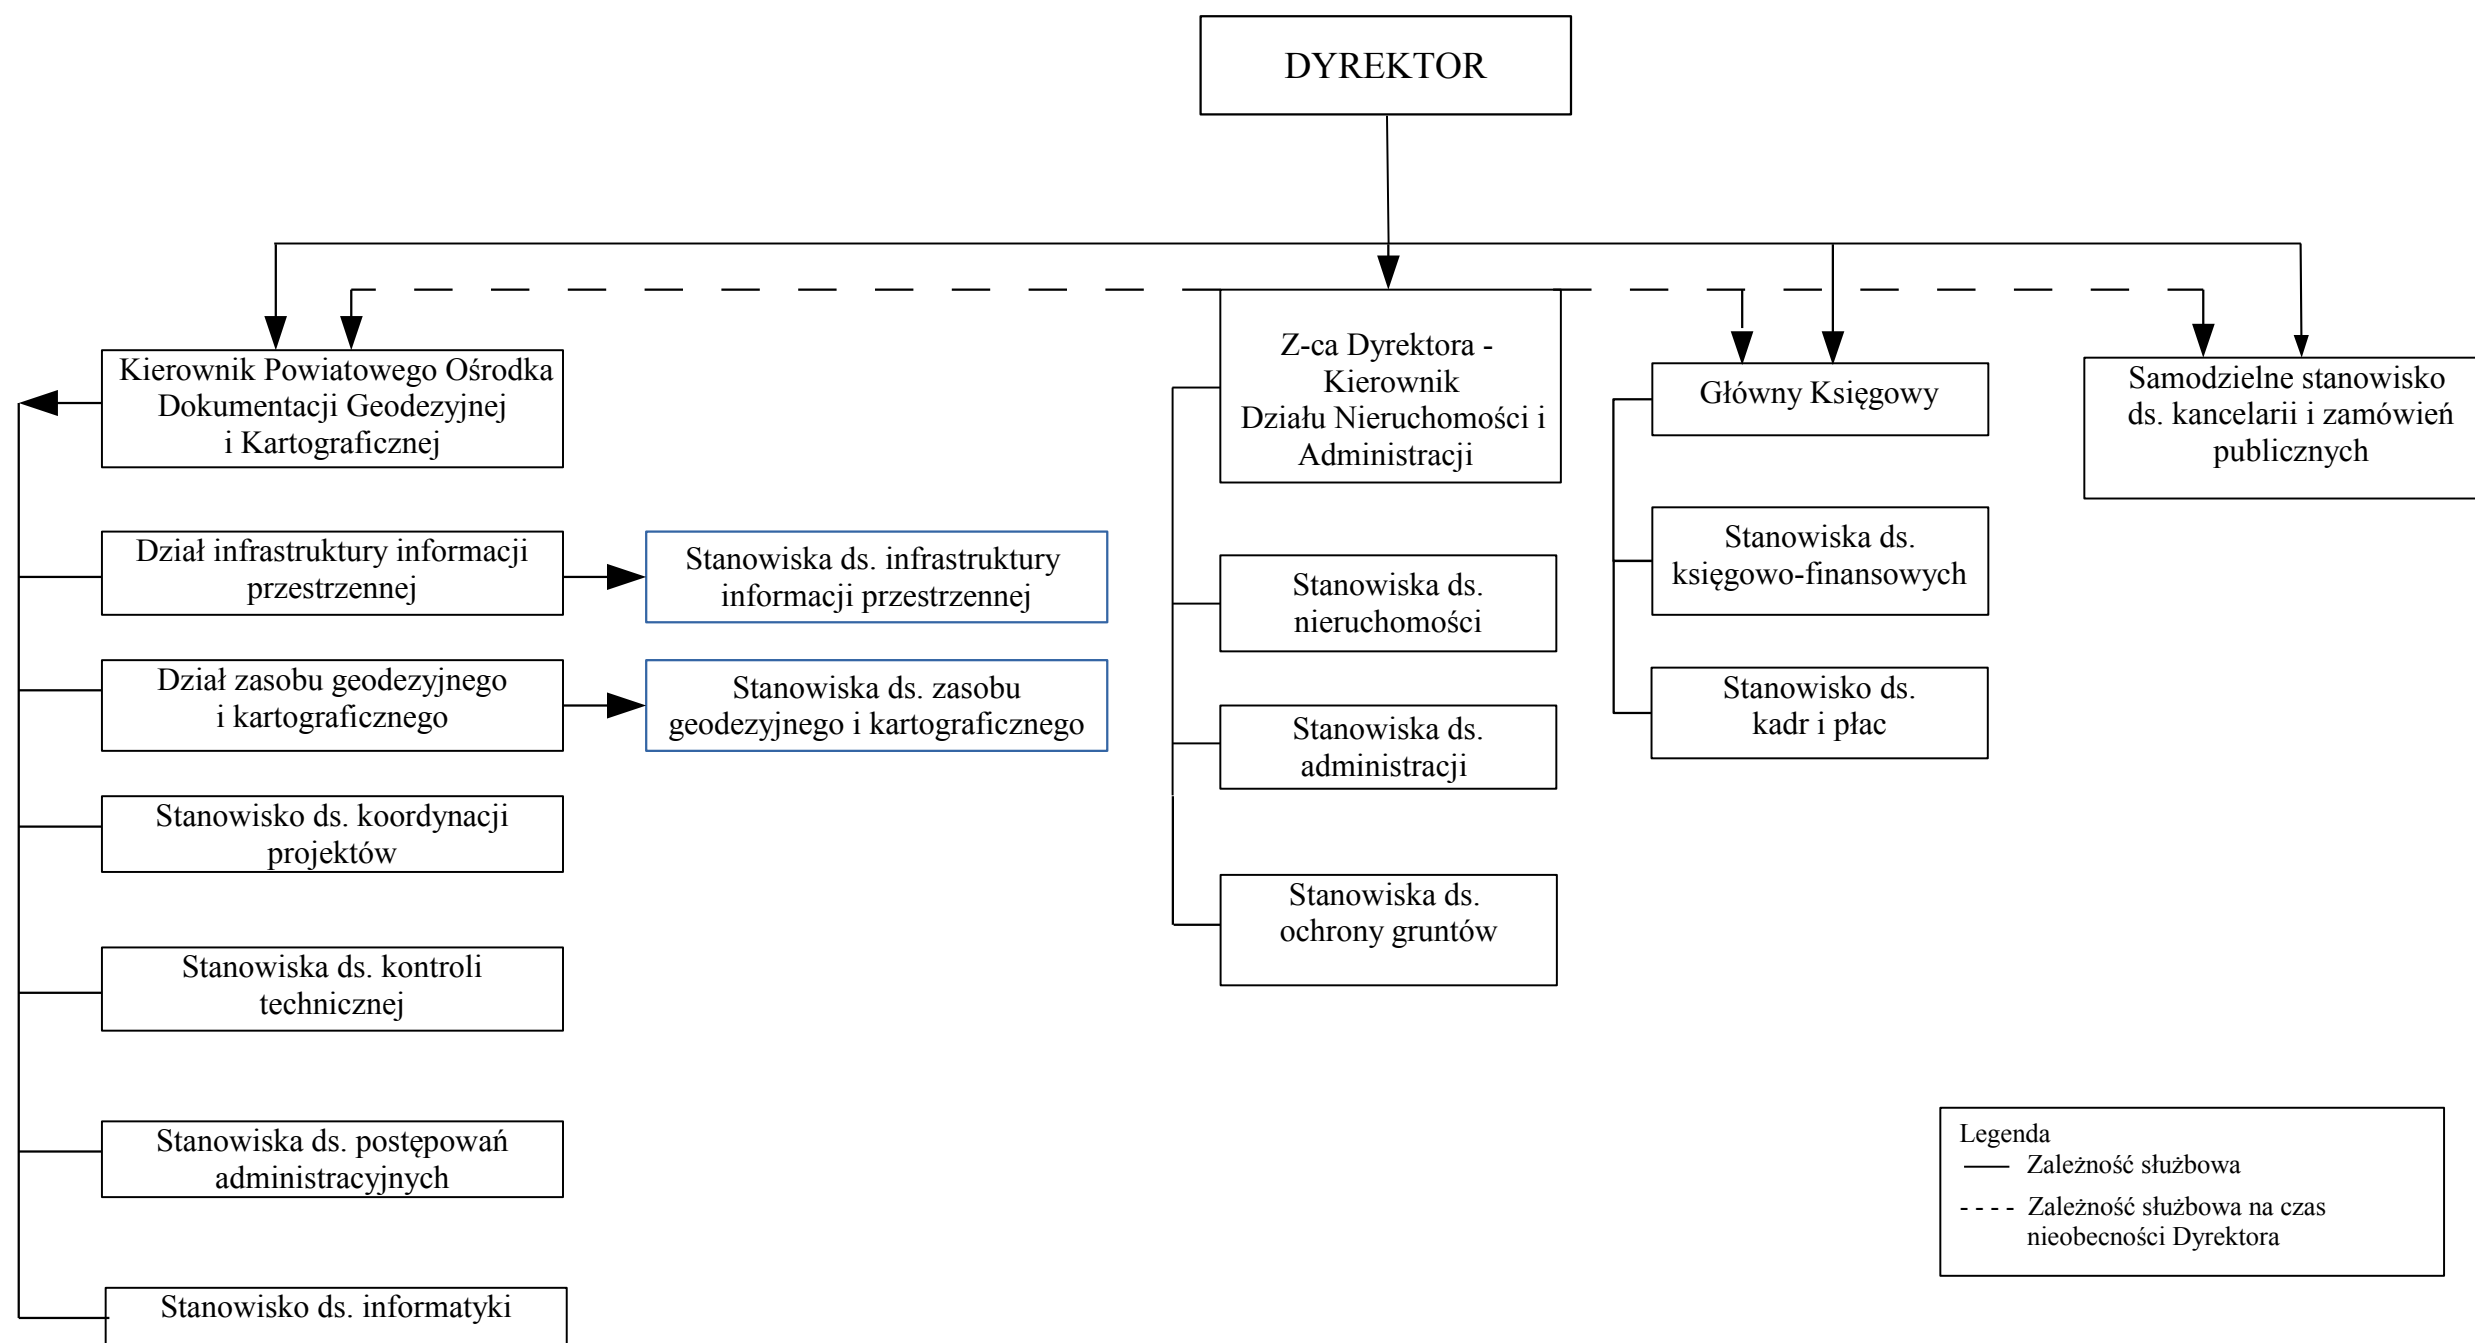 DYREKTOR
Kierownik Powiatowego Ośrodka
Dokumentacji Geodezyjnej
i Kartograficznej
Z-ca Dyrektora -
Kierownik
Działu Nieruchomości i
Administracji
Główny Księgowy
Samodzielne stanowisko
ds. kancelarii i zamówień
publicznych
Dział infrastruktury informacji
przestrzennej
Stanowiska ds. infrastruktury
informacji przestrzennej
Dział zasobu geodezyjnego
i kartograficznego
Stanowiska ds. zasobu
geodezyjnego i kartograficznego
Stanowisko ds. koordynacji
projektów
Stanowiska ds. kontroli
technicznej
Stanowiska ds. postępowań
administracyjnych
Stanowisko ds. informatyki
Stanowiska ds.
nieruchomości
Stanowiska ds.
administracji
Stanowiska ds.
ochrony gruntów
Stanowiska ds.
księgowo-finansowych
Stanowisko ds.
kadr i płac
Legenda
Zależność służbowa
- - - - Zależność służbowa na czas
nieobecności Dyrektora